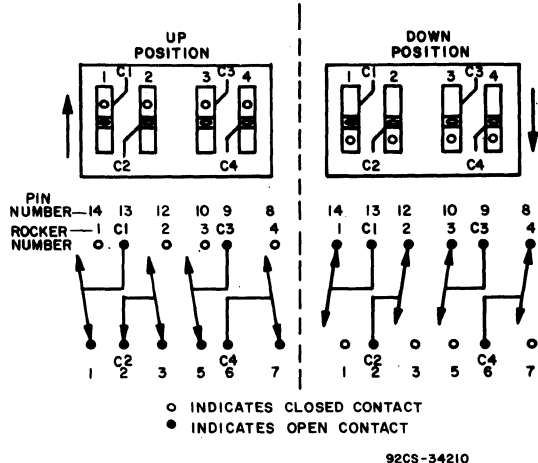 UP
POSITION
DOWN
POSITION
1 C1 2 3 C3 4
1 C1 2 3 C3 4
C2 C4
C2 C4
PIN
NUMBER—14 13 12 10 9 8
14 13 12 10 9 8
ROCKER— 1 C1 2 3 C3 4
NUMBER
1 C1 2 3 C3 4
C2 C4
1 2 3 5 6 7
C2 C4
1 2 3 5 6 7
INDICATES CLOSED CONTACT
INDICATES OPEN CONTACT
92CS-34210